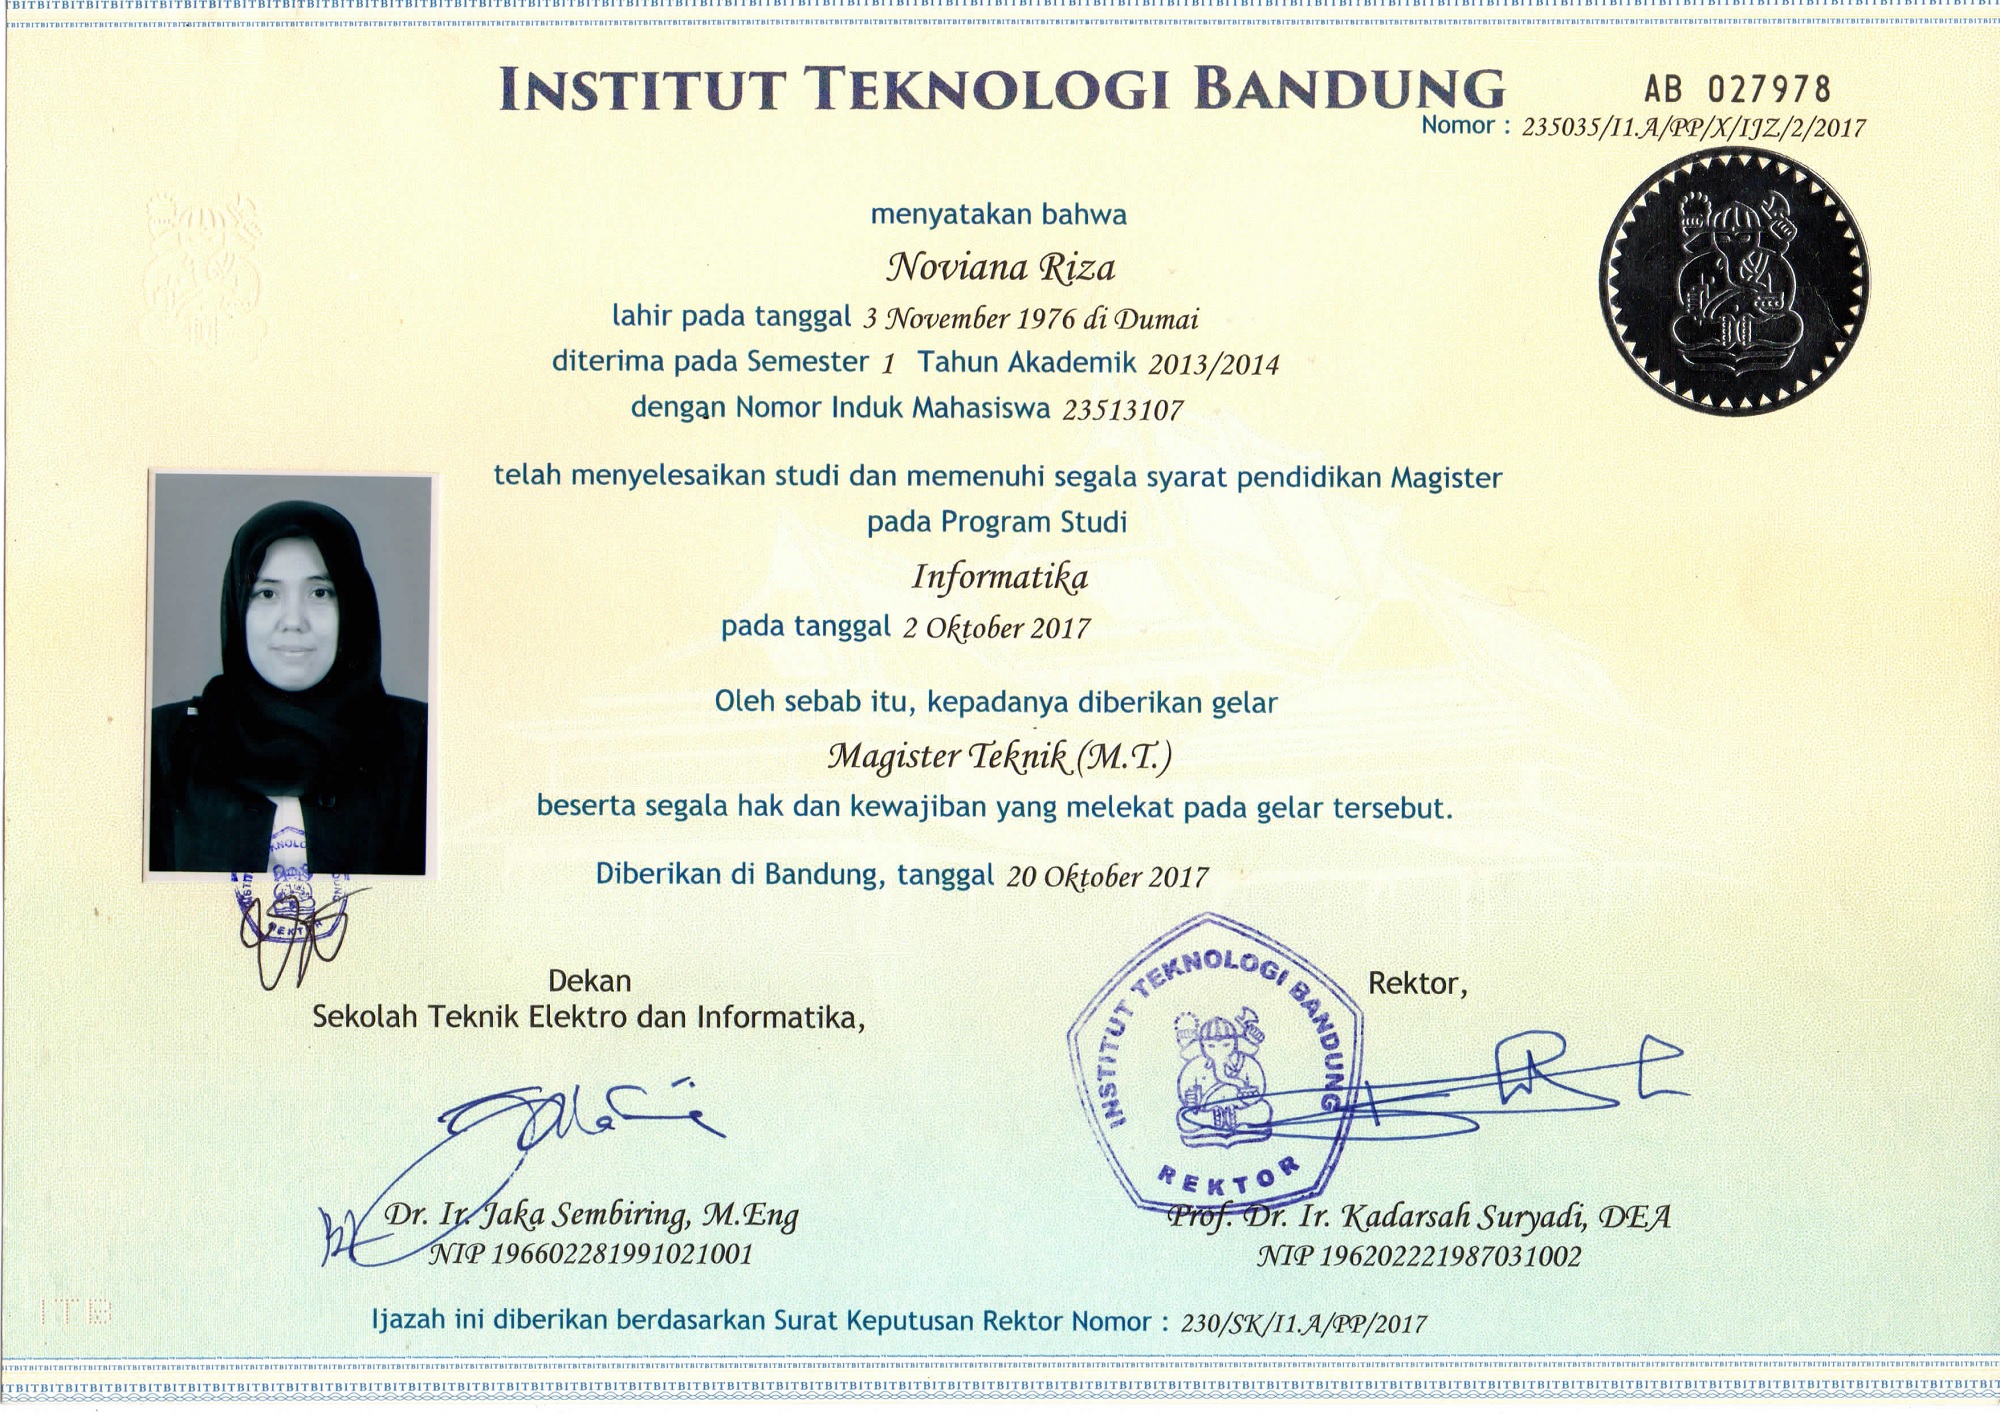 INSTITUT TEKNOLOGI BANDUNG
AB 027978
Nomor : 235035/I1.A/PP/X/IJZ/2/2017
menyatakan bahwa
Noviana Riza
lahir pada tanggal 3 November 1976 di Dumai
diterima pada Semester 1 Tahun Akademik 2013/2014
dengan Nomor Induk Mahasiswa 23513107
telah menyelesaikan studi dan memenuhi segala syarat pendidikan Magister
pada Program Studi
Informatika
pada tanggal 2 Oktober 2017
Oleh sebab itu, kepadanya diberikan gelar
Magister Teknik (M.T.)
beserta segala hak dan kewajiban yang melekat pada gelar tersebut.
Diberikan di Bandung, tanggal 20 Oktober 2017
Dekan
Sekolah Teknik Elektro dan Informatika,
Dr. Ir. Jaka Sembiring, M.Eng
NIP 196602281991021001
Rektor,
INSTITUT TEKNOLOGI BANDUNG
REKTOR
Prof. Dr. Ir. Kadarsah Suryadi, DEA
NIP 196202221987031002
ITB
Ijazah ini diberikan berdasarkan Surat Keputusan Rektor Nomor : 230/SK/I1.A/PP/2017